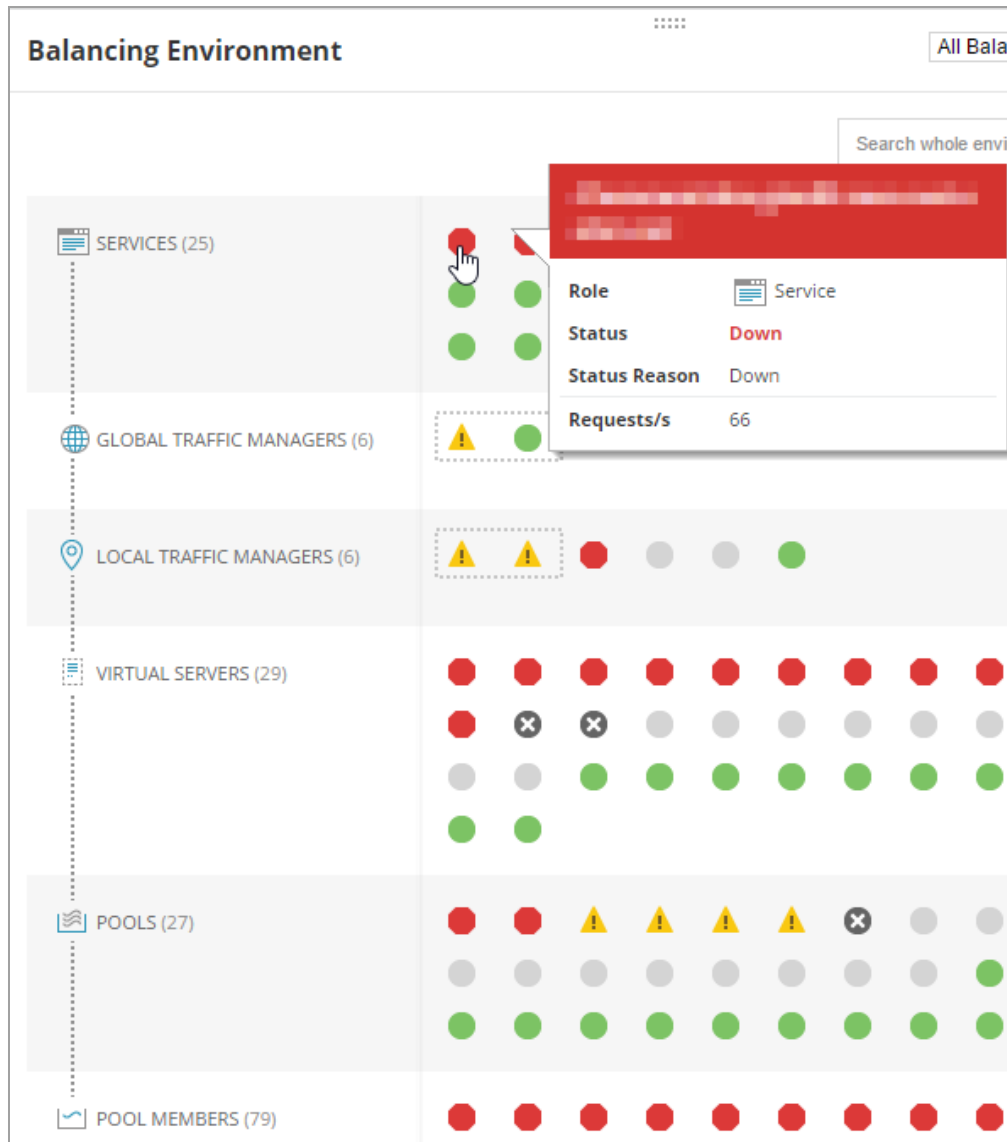 Balancing Environment
All Bala
Search whole envi
SERVICES (25)
Role Service
Status Down
Status Reason Down
Requests/s 66
GLOBAL TRAFFIC MANAGERS (6)
LOCAL TRAFFIC MANAGERS (6)
VIRTUAL SERVERS (29)
POOLS (27)
POOL MEMBERS (79)